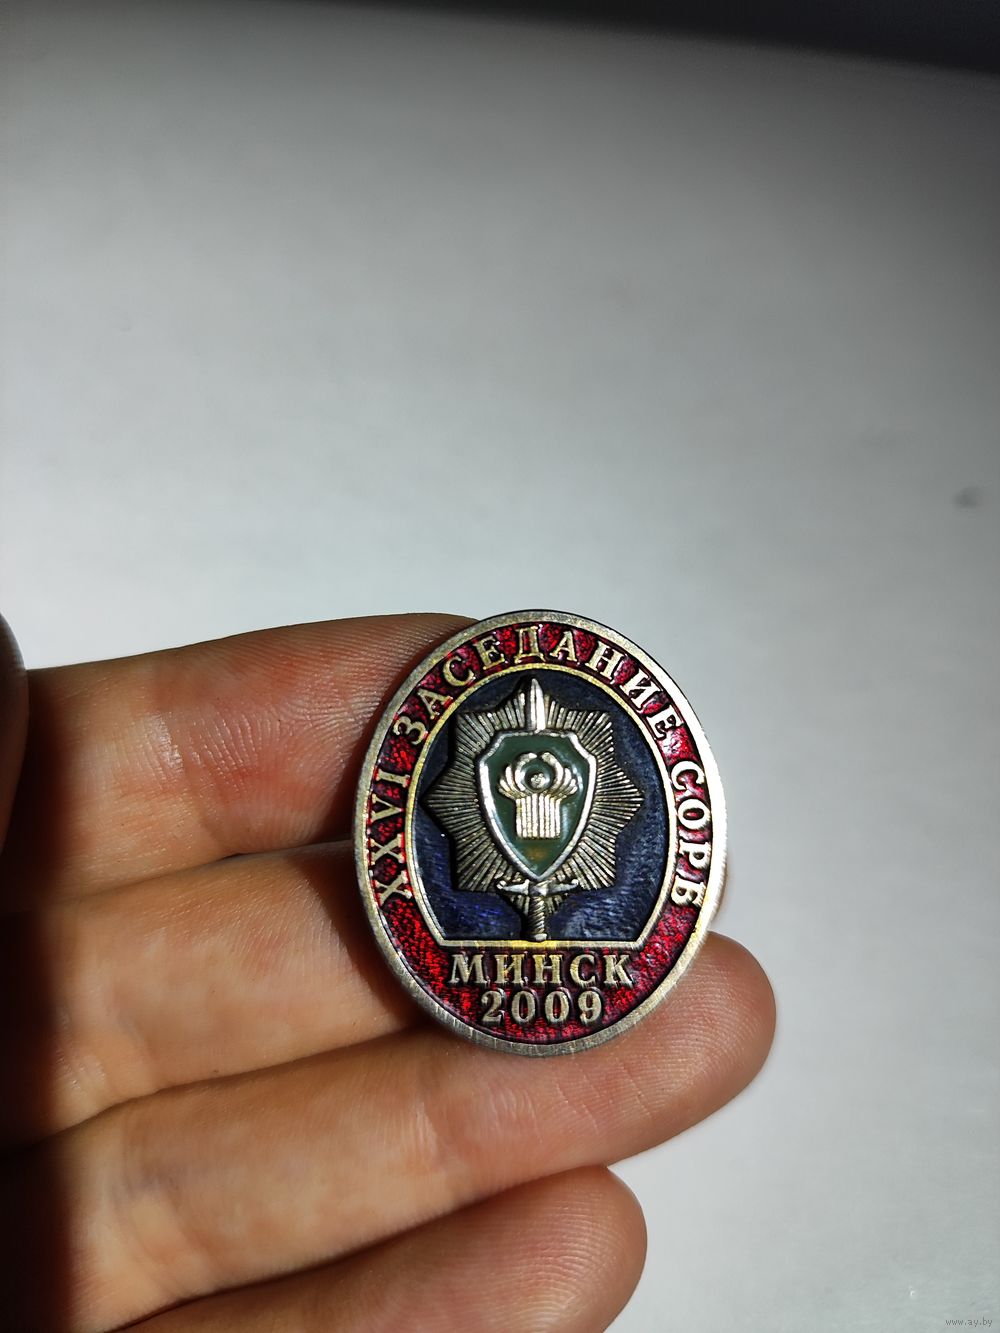 XXVI ЗАСЕДАНИЕ СОРБ
МИНСК
2009
www.ay.by